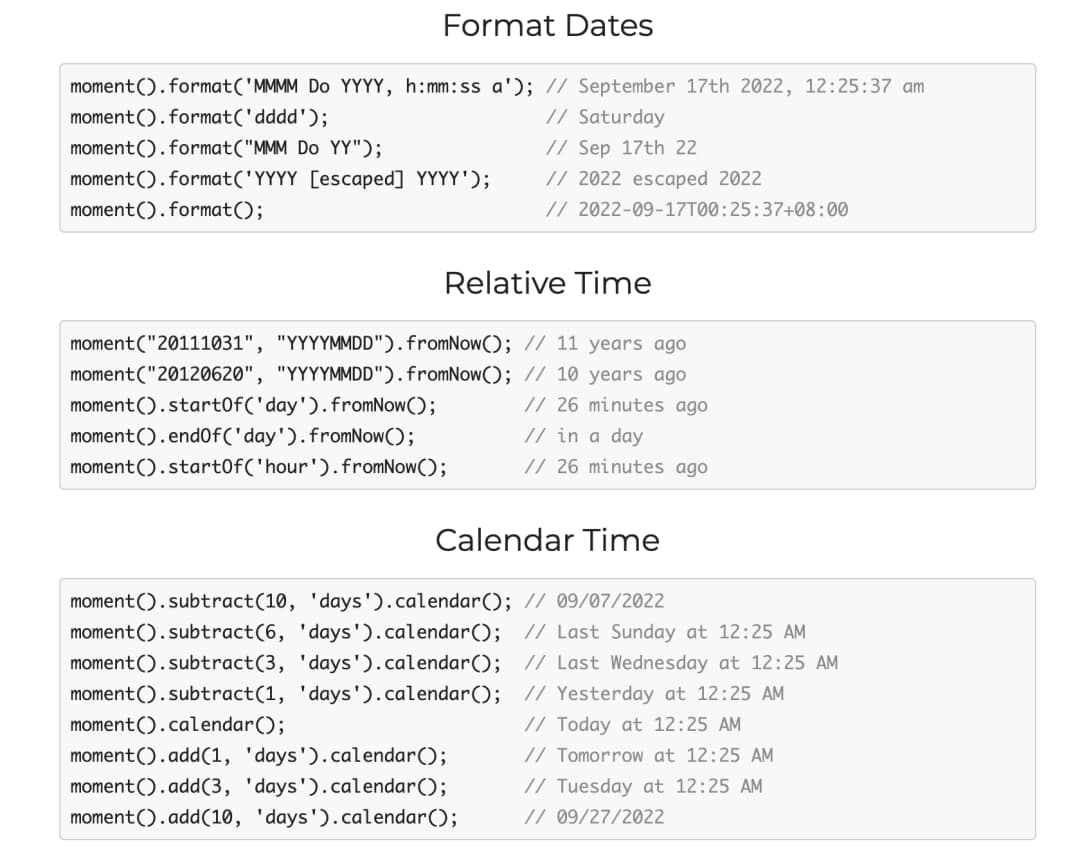 Format Dates
moment().format('MMMM Do YYYY, h:mm:ss a'); // September 17th 2022, 12:25:37 am
moment().format('dddd');                    // Saturday
moment().format("MMM Do YY");               // Sep 17th 22
moment().format('YYYY [escaped] YYYY');     // 2022 escaped 2022
moment().format();                          // 2022-09-17T00:25:37+08:00
Relative Time
moment("20111031", "YYYYMMDD").fromNow(); // 11 years ago
moment("20120620", "YYYYMMDD").fromNow(); // 10 years ago
moment().startOf('day').fromNow();        // 26 minutes ago
moment().endOf('day').fromNow();          // in a day
moment().startOf('hour').fromNow();       // 26 minutes ago
Calendar Time
moment().subtract(10, 'days').calendar(); // 09/07/2022
moment().subtract(6, 'days').calendar();  // Last Sunday at 12:25 AM
moment().subtract(3, 'days').calendar();  // Last Wednesday at 12:25 AM
moment().subtract(1, 'days').calendar();  // Yesterday at 12:25 AM
moment().calendar();                      // Today at 12:25 AM
moment().add(1, 'days').calendar();       // Tomorrow at 12:25 AM
moment().add(3, 'days').calendar();       // Tuesday at 12:25 AM
moment().add(10, 'days').calendar();      // 09/27/2022